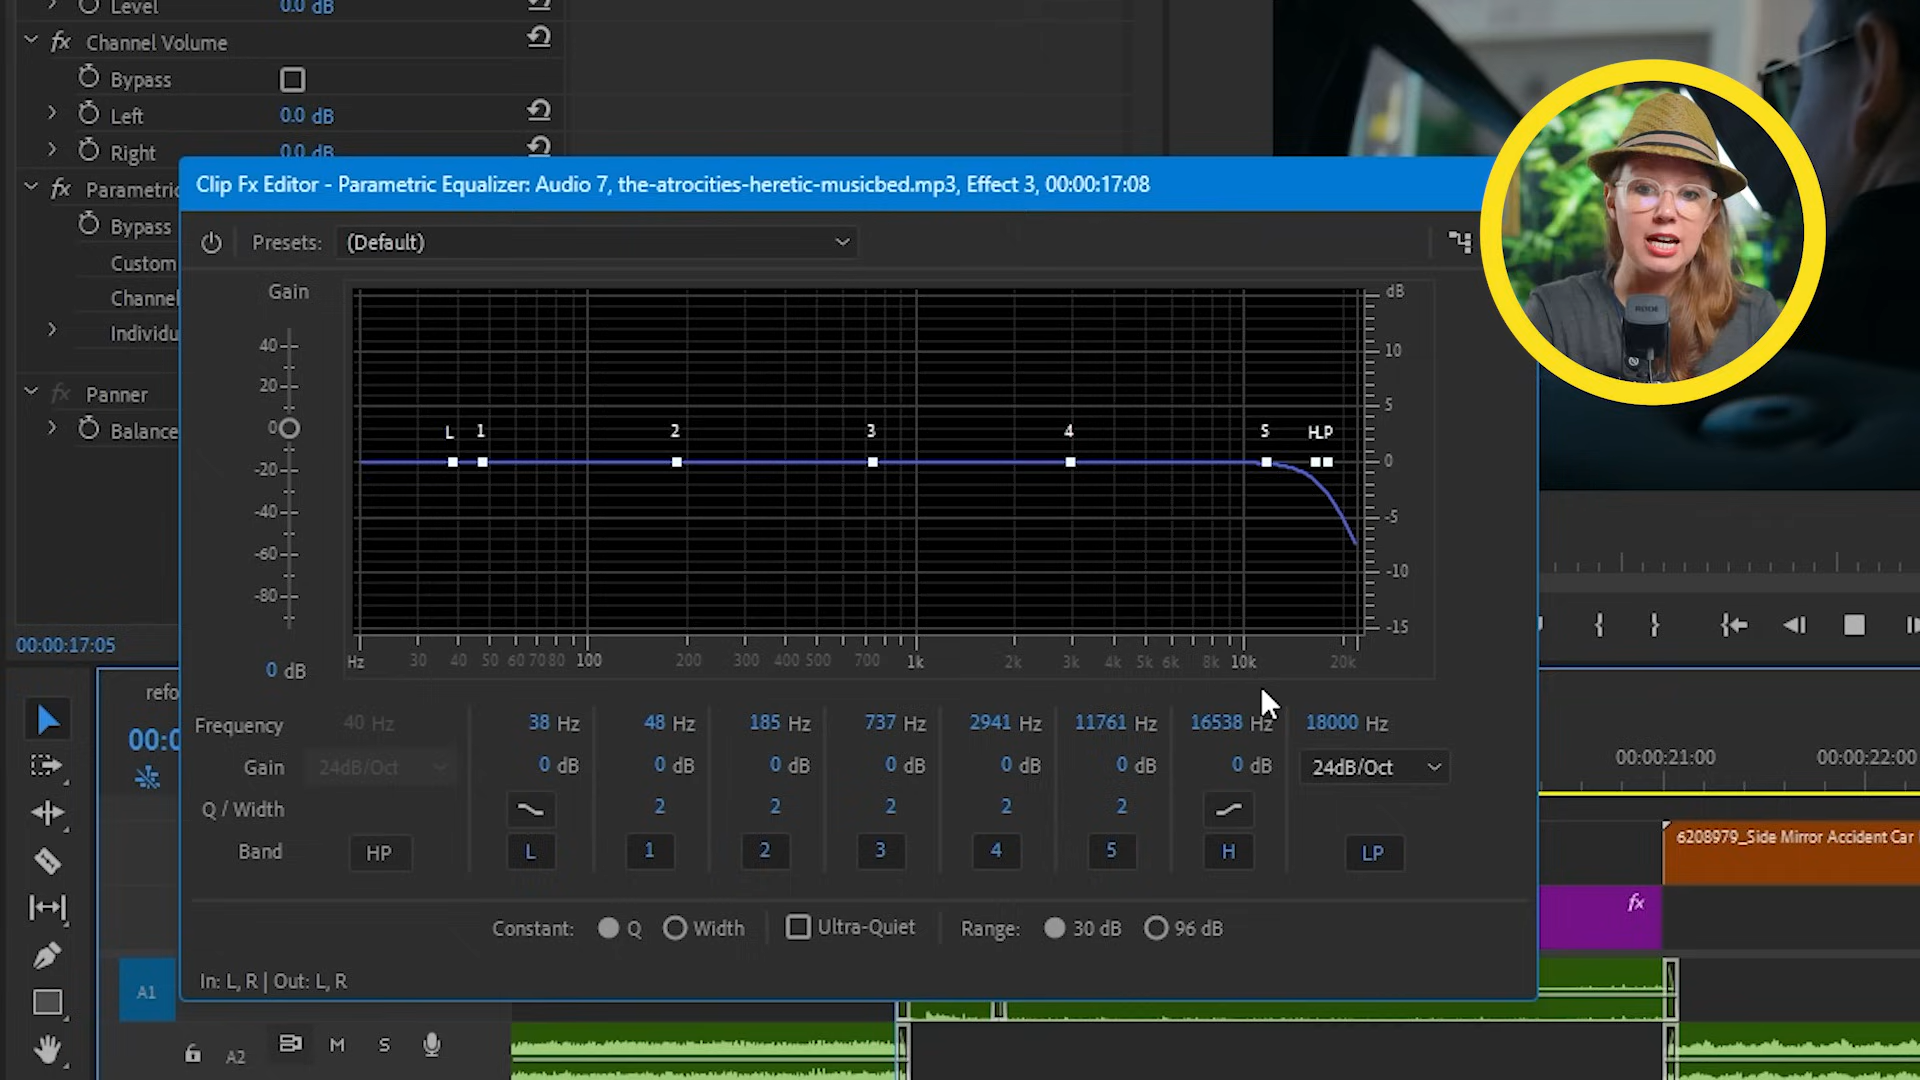 Level 0.0 dB
fx Channel Volume
Bypass
Left 0.0 dB
Right 0.0 dB
fx Parametric
Bypass
Custom
Channel
Individu
fx Panner
Balance
00:00:17:05
Clip Fx Editor - Parametric Equalizer: Audio 7, the-atrocities-heretic-musicbed.mp3, Effect 3, 00:00:17:08
Presets: (Default)
Gain
40
20
0
-20
-40
-60
-80
0 dB
dB
10
5
0
-5
-10
-15
L 1 2 3 4 5 H LP
Hz 30 40 50 60 70 80 100 200 300 400 500 700 1k 2k 3k 4k 5k 6k 8k 10k 20k
Frequency 40 Hz 38 Hz 48 Hz 185 Hz 737 Hz 2941 Hz 11761 Hz 16538 Hz 18000 Hz
Gain 24dB/Oct 0 dB 0 dB 0 dB 0 dB 0 dB 0 dB 0 dB 24dB/Oct
Q / Width 2 2 2 2 2
Band HP L 1 2 3 4 5 H LP
Constant: Q Width Ultra-Quiet Range: 30 dB 96 dB
In: L, R | Out: L, R
RODE
refo
00:0
00:00:21:00 00:00:22:00
6208979_Side Mirror Accident Car
fx
A1
A2 M S